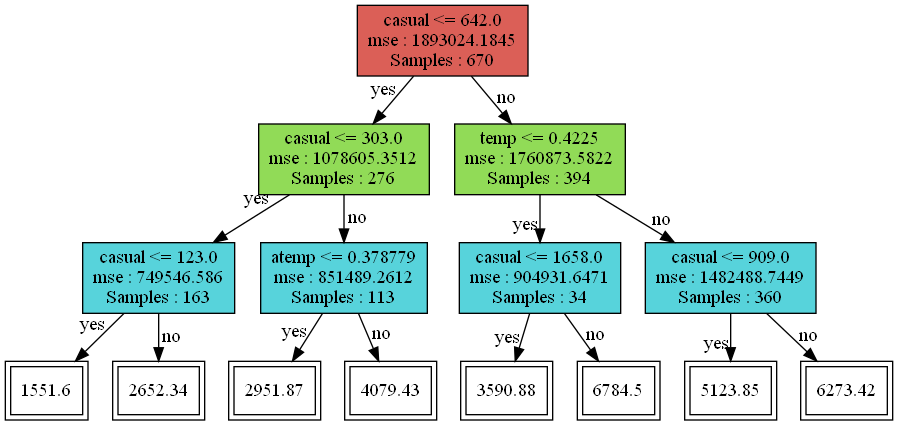 casual <= 642.0
mse : 1893024.1845
Samples : 670
yes
no
casual <= 303.0
mse : 1078605.3512
Samples : 276
temp <= 0.4225
mse : 1760873.5822
Samples : 394
yes
no
yes
no
casual <= 123.0
mse : 749546.586
Samples : 163
atemp <= 0.378779
mse : 851489.2612
Samples : 113
casual <= 1658.0
mse : 904931.6471
Samples : 34
casual <= 909.0
mse : 1482488.7449
Samples : 360
yes
no
yes
no
yes
no
yes
no
1551.6
2652.34
2951.87
4079.43
3590.88
6784.5
5123.85
6273.42